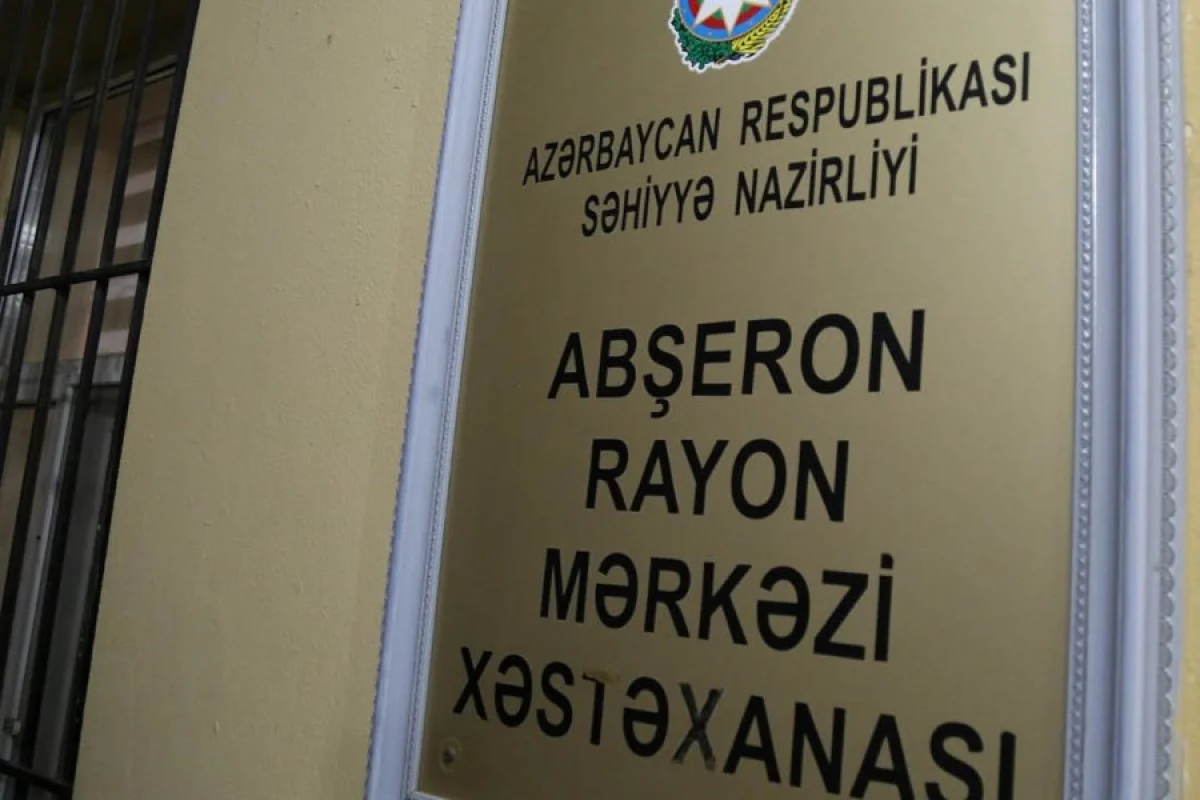 AZƏRBAYCAN RESPUBLİKASI
SƏHİYYƏ NAZİRLİYİ
ABŞERON
RAYON
MƏRKƏZİ
XƏSTƏXANASI